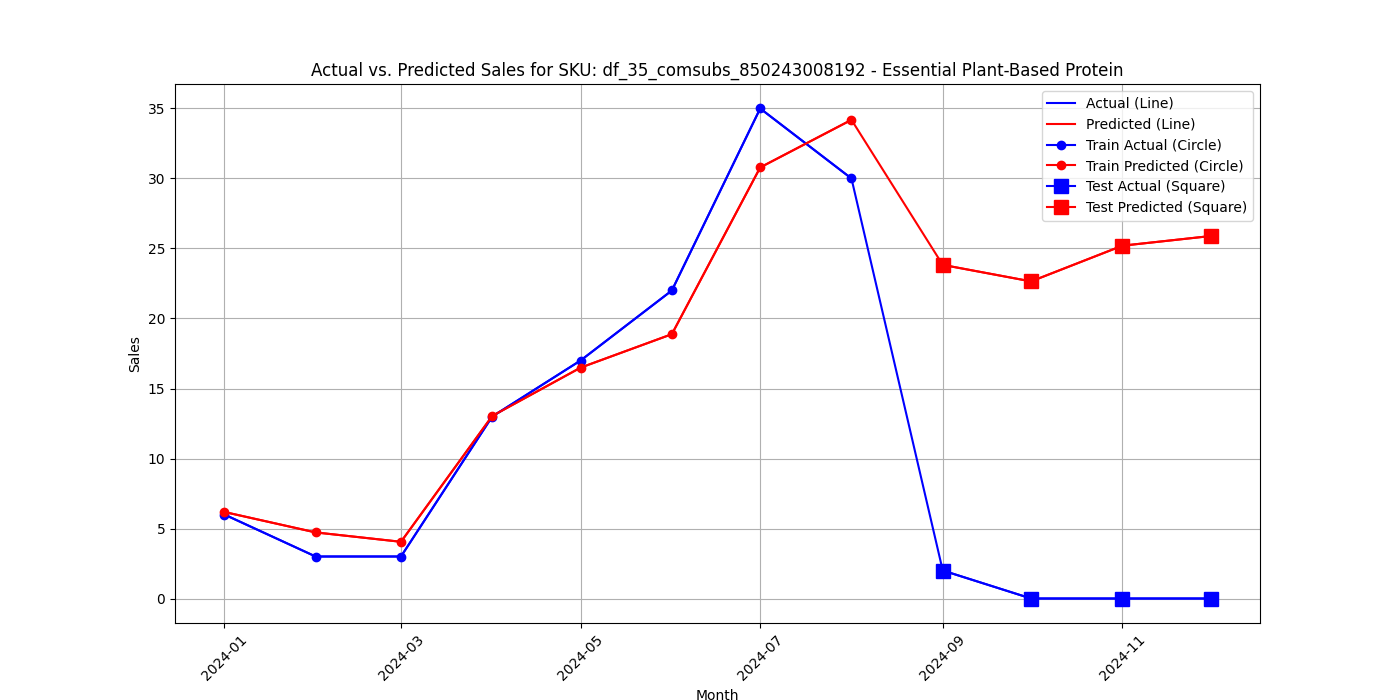 Actual vs. Predicted Sales for SKU: df_35_comsubs_850243008192 - Essential Plant-Based Protein
Actual (Line)
Predicted (Line)
Train Actual (Circle)
Train Predicted (Circle)
Test Actual (Square)
Test Predicted (Square)
35
30
25
20
15
10
5
0
Sales
2024-01
2024-03
2024-05
2024-07
2024-09
2024-11
Month